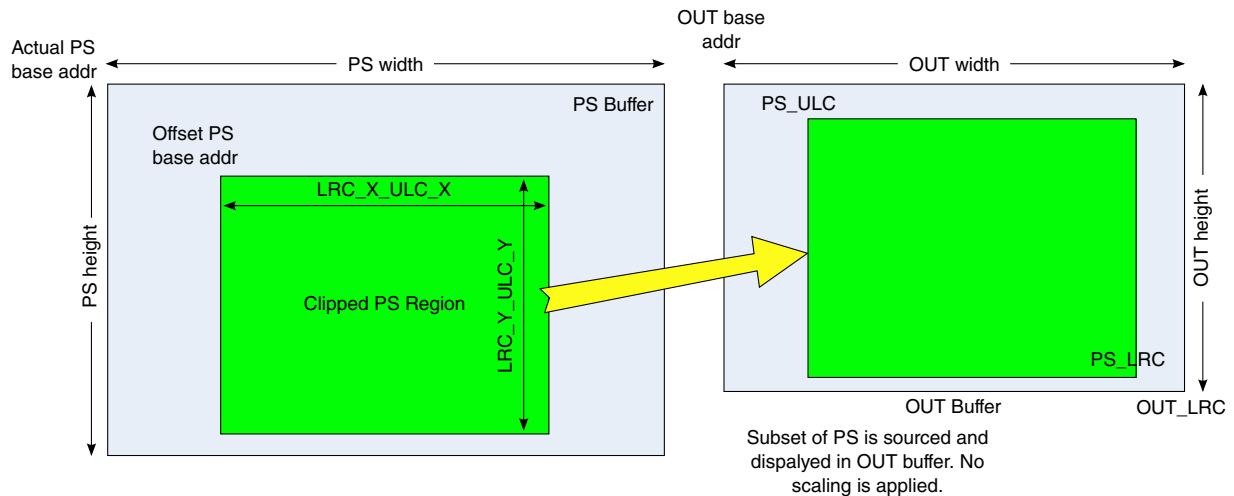 Actual PS
base addr
PS width
PS Buffer
Offset PS
base addr
LRC_X_ULC_X
PS height
LRC_Y_ULC_Y
Clipped PS Region
OUT base
addr
OUT width
PS_ULC
OUT height
PS_LRC
OUT Buffer
OUT_LRC
Subset of PS is sourced and
dispalyed in OUT buffer. No
scaling is applied.